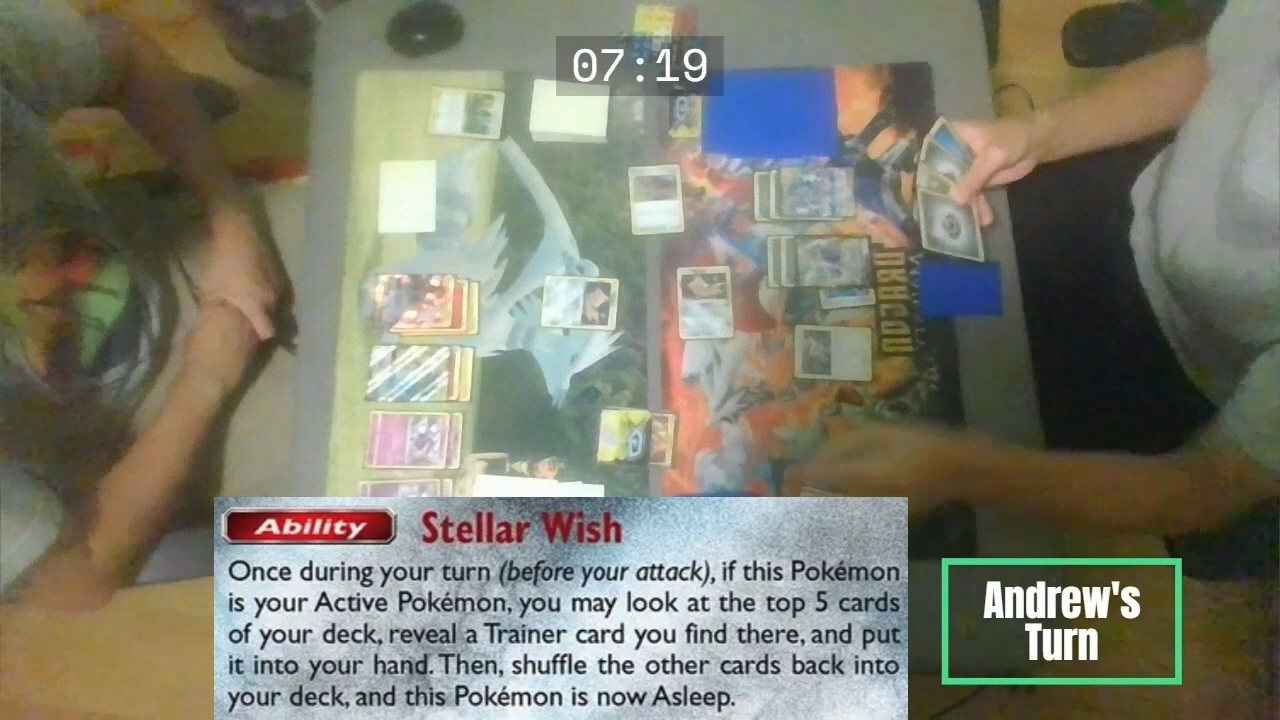 07:19
DRACAU
Ability Stellar Wish
Once during your turn (before your attack), if this Pokémon
is your Active Pokémon, you may look at the top 5 cards
of your deck, reveal a Trainer card you find there, and put
it into your hand. Then, shuffle the other cards back into
your deck, and this Pokémon is now Asleep.
Andrew's
Turn